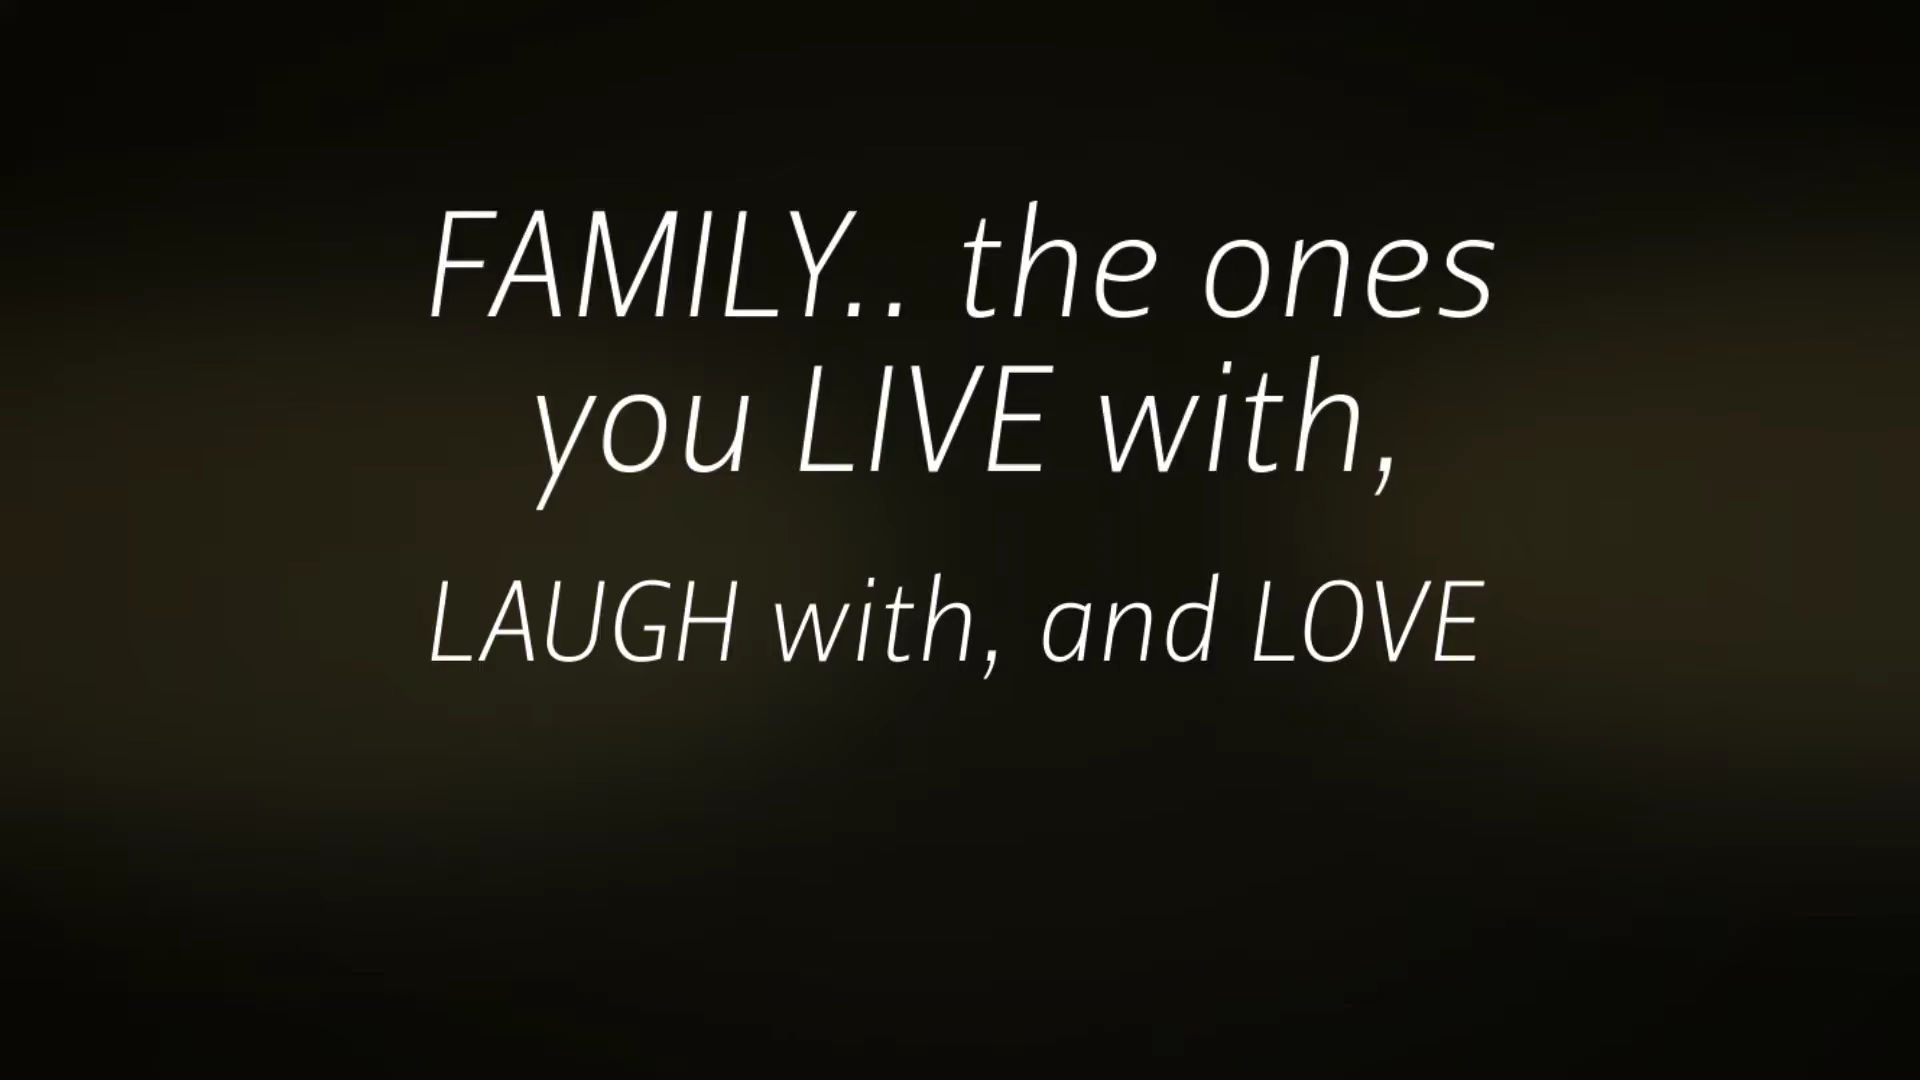 FAMILY.. the ones
you LIVE with,
LAUGH with, and LOVE